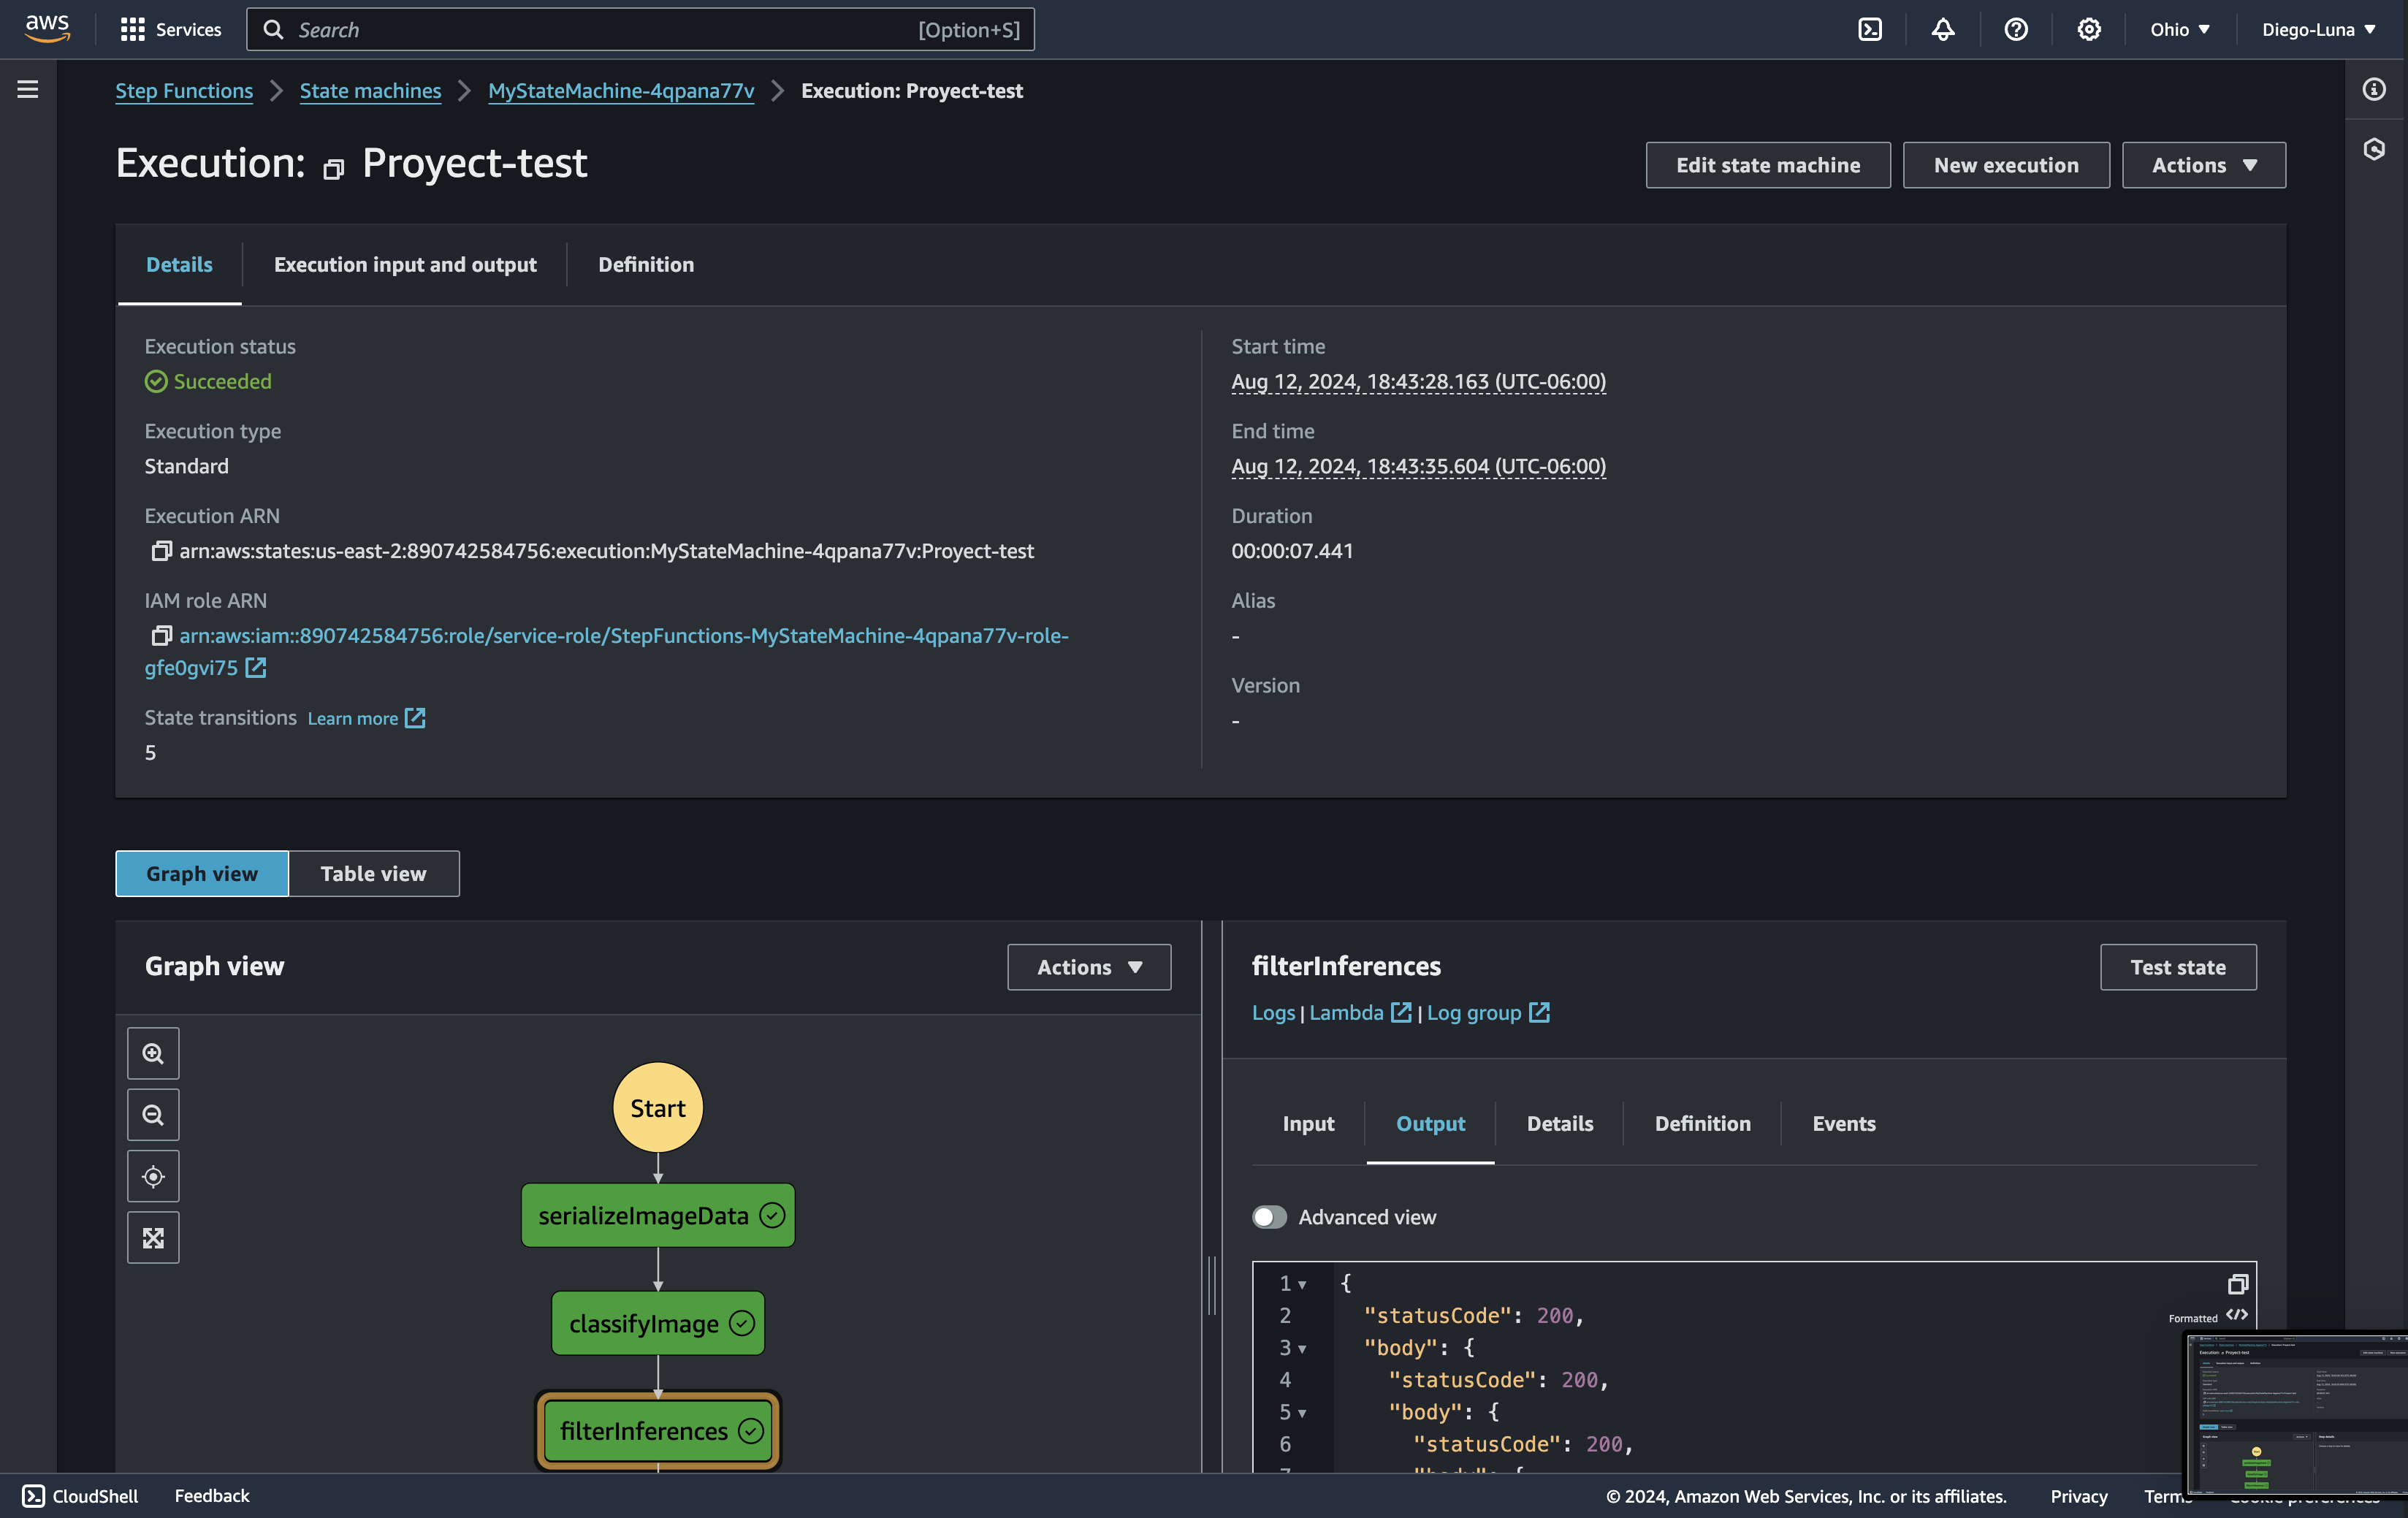 aws Services Search [Option+S] Ohio Diego-Luna
Step Functions State machines MyStateMachine-4qpana77v Execution: Proyect-test
Execution: Proyect-test
Edit state machine New execution Actions
Details Execution input and output Definition
Execution status
Succeeded
Execution type
Standard
Execution ARN
arn:aws:states:us-east-2:890742584756:execution:MyStateMachine-4qpana77v:Proyect-test
IAM role ARN
arn:aws:iam::890742584756:role/service-role/StepFunctions-MyStateMachine-4qpana77v-role-
gfe0gvi75
State transitions Learn more
5
Start time
Aug 12, 2024, 18:43:28.163 (UTC-06:00)
End time
Aug 12, 2024, 18:43:35.604 (UTC-06:00)
Duration
00:00:07.441
Alias
-
Version
-
Graph view Table view
Graph view Actions
Start
serializeImageData
classifyImage
filterInferences
filterInferences Test state
Logs | Lambda | Log group
Input Output Details Definition Events
Advanced view
1 {
2 "statusCode": 200,
Formatted
3 "body": {
4 "statusCode": 200,
5 "body": {
6 "statusCode": 200,
CloudShell Feedback © 2024, Amazon Web Services, Inc. or its affiliates. Privacy Terms Cookie preferences